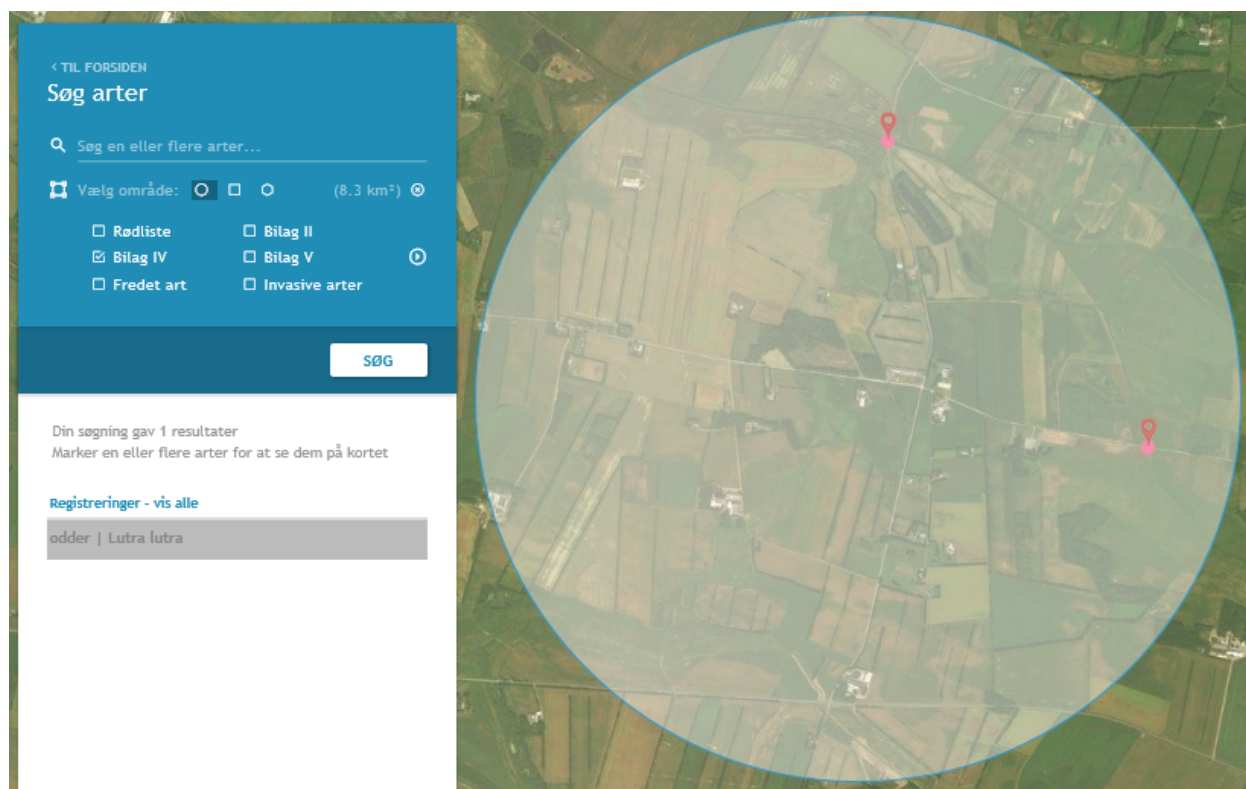 ‹ TIL FORSIDEN
Søg arter
Søg en eller flere arter...
Vælg område: (8.3 km²)
Rødliste Bilag II
Bilag IV Bilag V
Fredet art Invasive arter
SØG
Din søgning gav 1 resultater
Marker en eller flere arter for at se dem på kortet
Registreringer - vis alle
odder | Lutra lutra